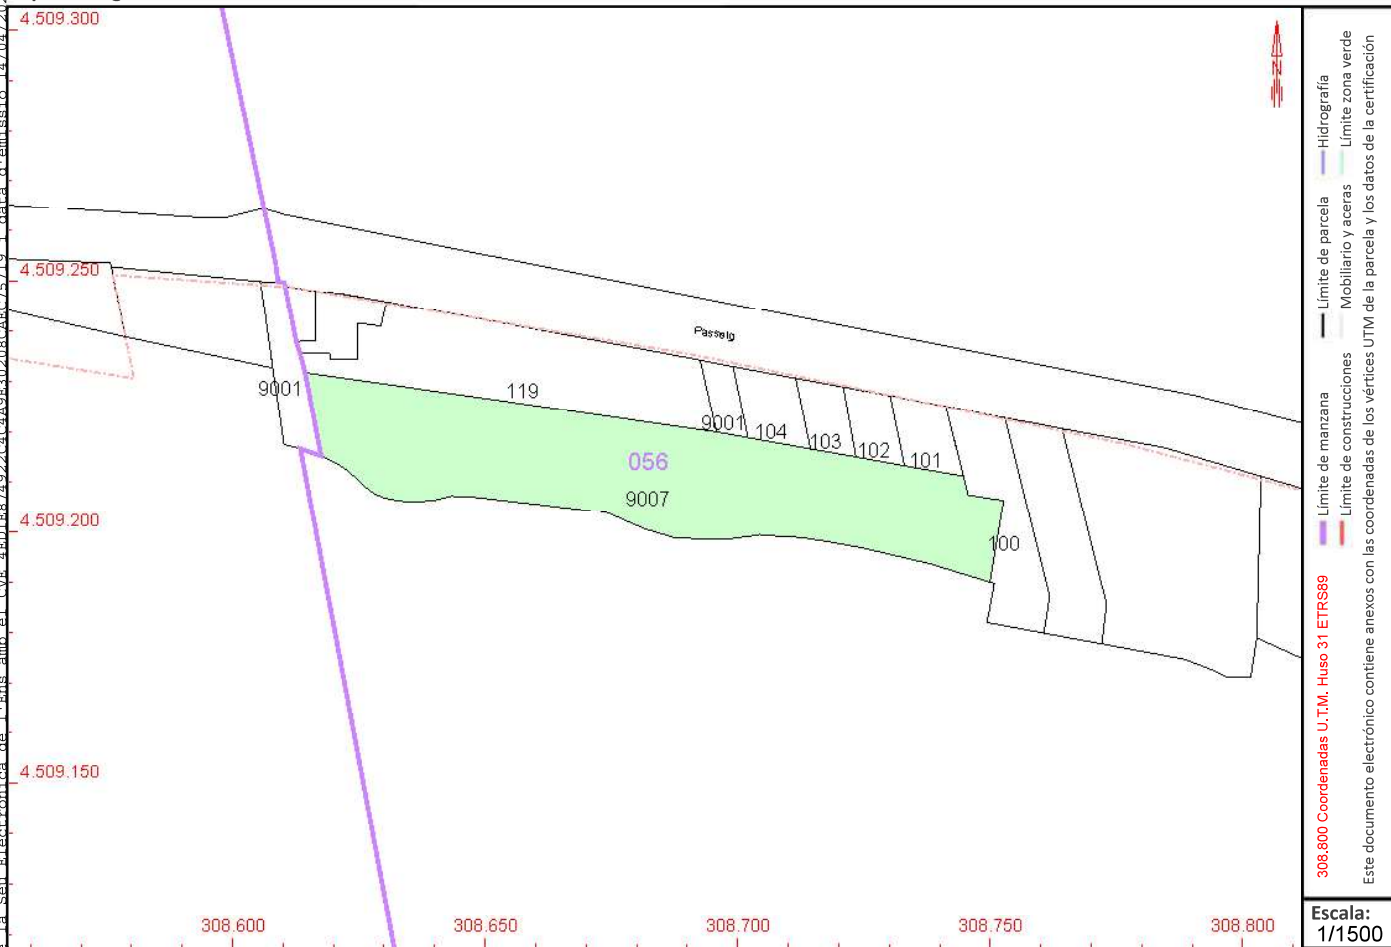 4.509.300
4.509.250
4.509.200
4.509.150
308.600
308.650
308.700
308.750
308.800
N
Passeig
9001
119
9001
104
103
102
101
056
9007
100
Límite de manzana
Límite de parcela
Hidrografía
Límite de construcciones
Mobiliario y aceras
Límite zona verde
308.800 Coordenadas U.T.M. Huso 31 ETRS89
Este documento electrónico contiene anexos con las coordenadas de los vértices UTM de la parcela y los datos de la certificación
Escala:
1/1500